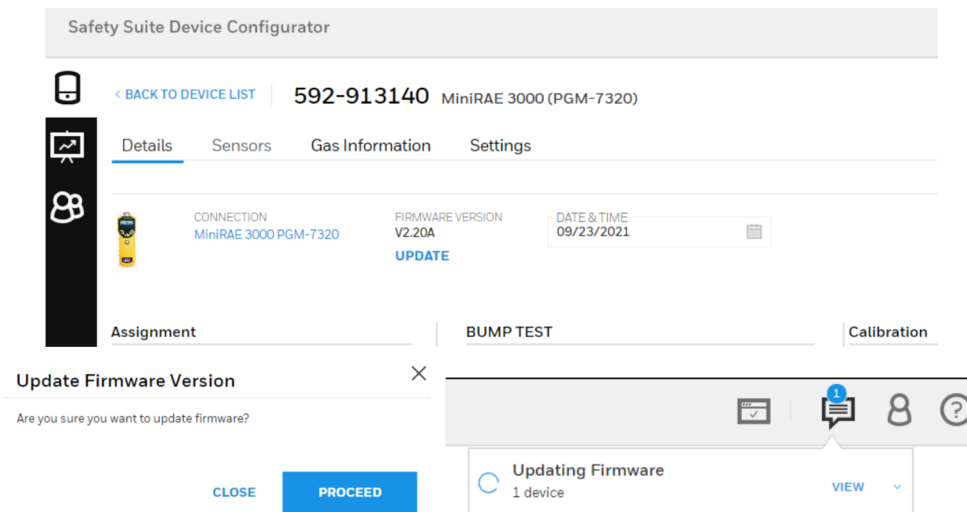 Safety Suite Device Configurator
< BACK TO DEVICE LIST 592-913140 MiniRAE 3000 (PGM-7320)
Details Sensors Gas Information Settings
CONNECTION FIRMWARE VERSION DATE & TIME
MiniRAE 3000 PGM-7320 V2.20A 09/23/2021
UPDATE
Assignment BUMP TEST Calibration
Update Firmware Version
Are you sure you want to update firmware?
CLOSE PROCEED
1
?
Updating Firmware
1 device
VIEW